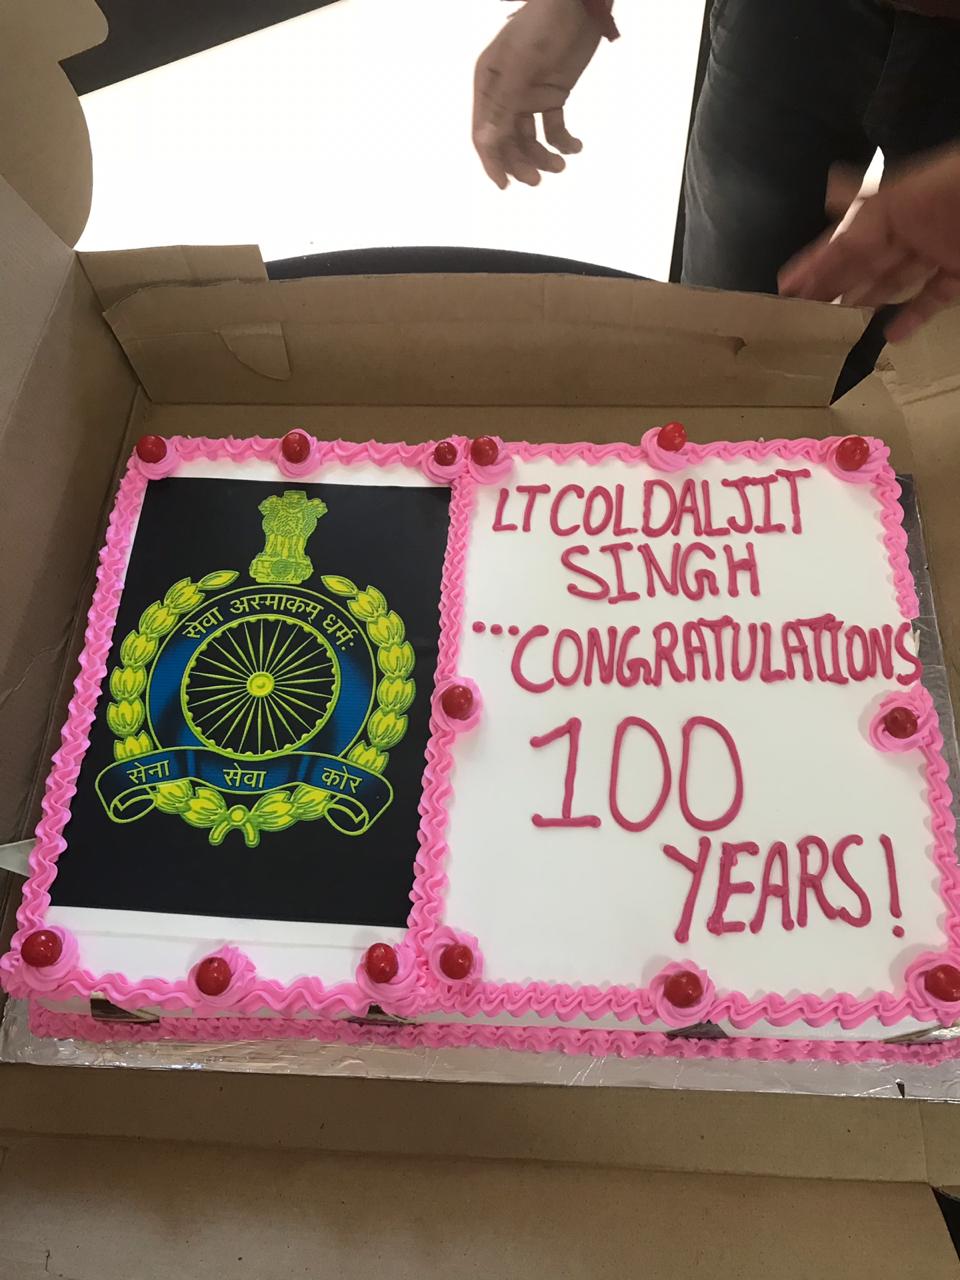 सेवा अस्माकम् धर्म:
सेना सेवा कोर
LT COL DALJIT
SINGH
...CONGRATULATIONS
100
YEARS!